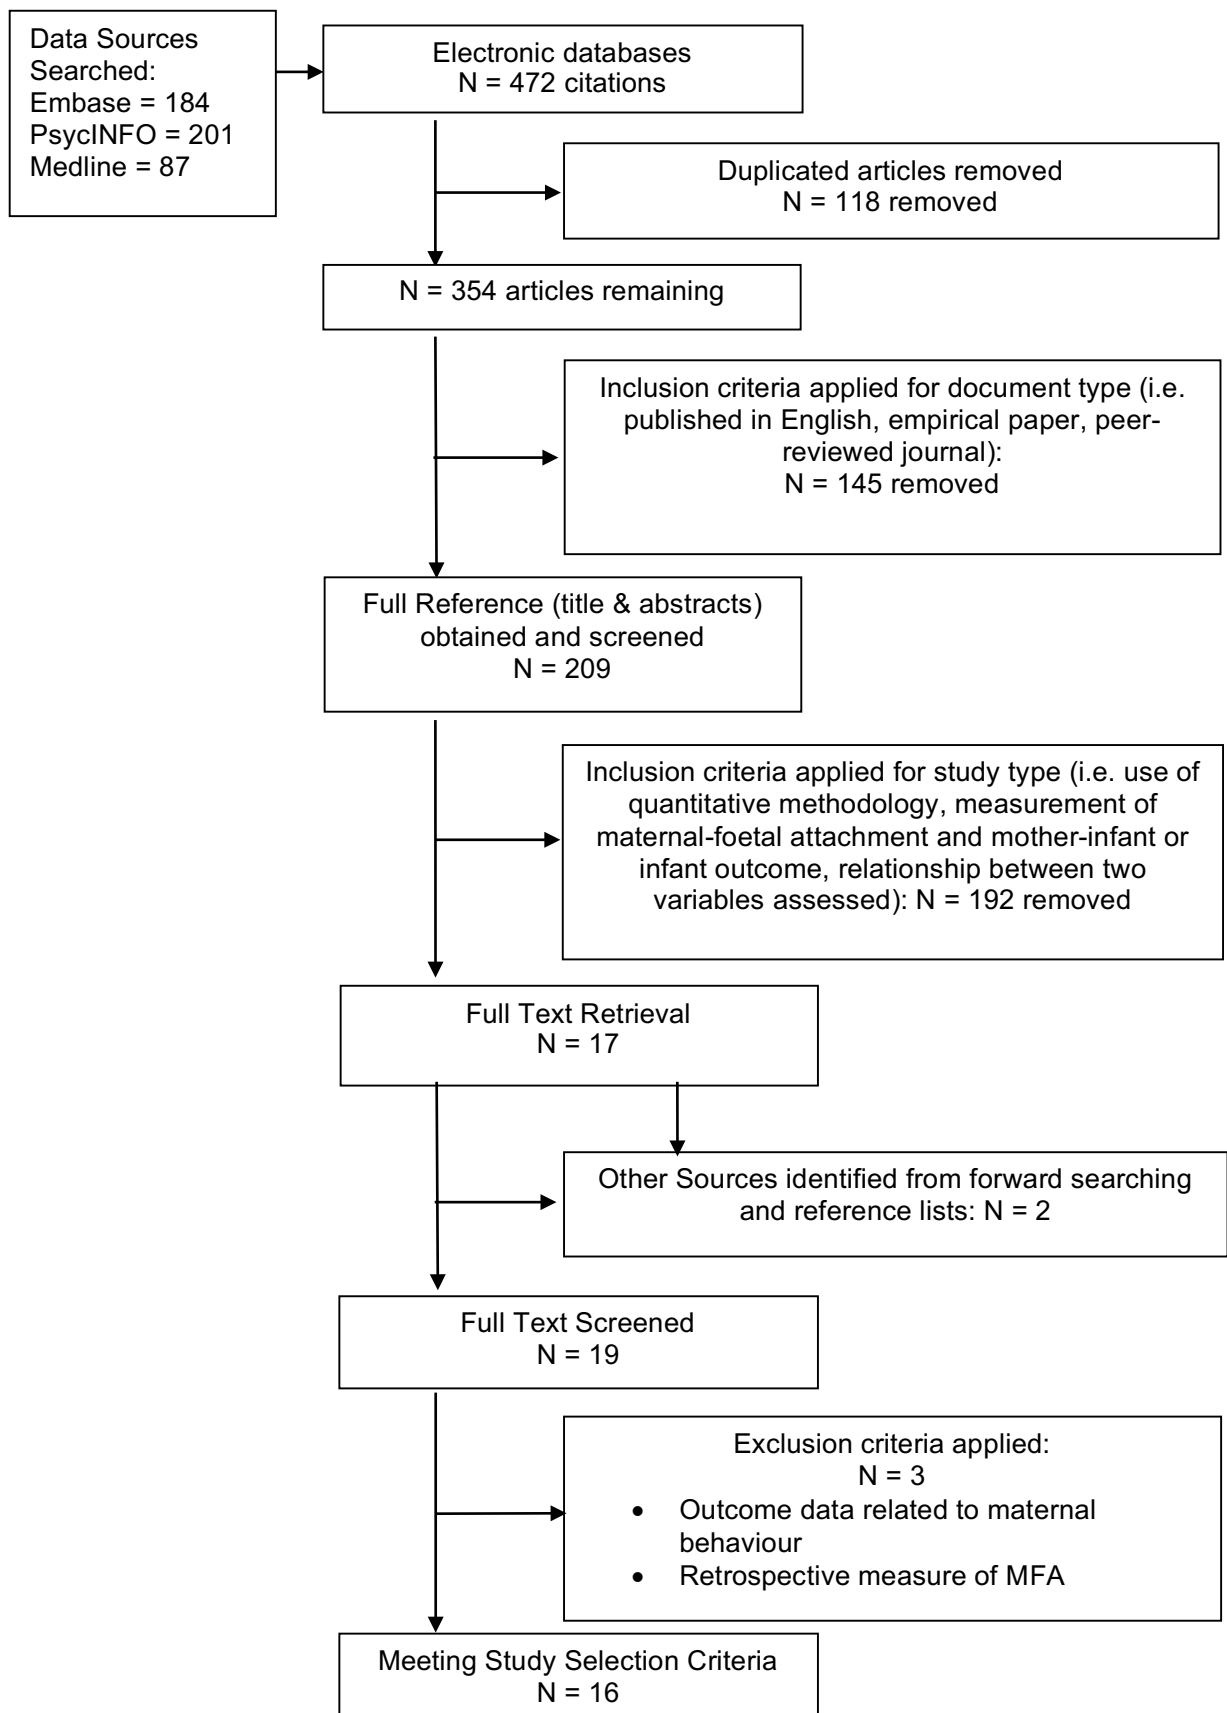 Data Sources
Searched:
Embase = 184
PsycINFO = 201
Medline = 87
Electronic databases
N = 472 citations
Duplicated articles removed
N = 118 removed
N = 354 articles remaining
Inclusion criteria applied for document type (i.e.
published in English, empirical paper, peer-
reviewed journal):
N = 145 removed
Full Reference (title & abstracts)
obtained and screened
N = 209
Inclusion criteria applied for study type (i.e. use of
quantitative methodology, measurement of
maternal-foetal attachment and mother-infant or
infant outcome, relationship between two
variables assessed): N = 192 removed
Full Text Retrieval
N = 17
Other Sources identified from forward searching
and reference lists: N = 2
Full Text Screened
N = 19
Exclusion criteria applied:
N = 3
• Outcome data related to maternal
behaviour
• Retrospective measure of MFA
Meeting Study Selection Criteria
N = 16